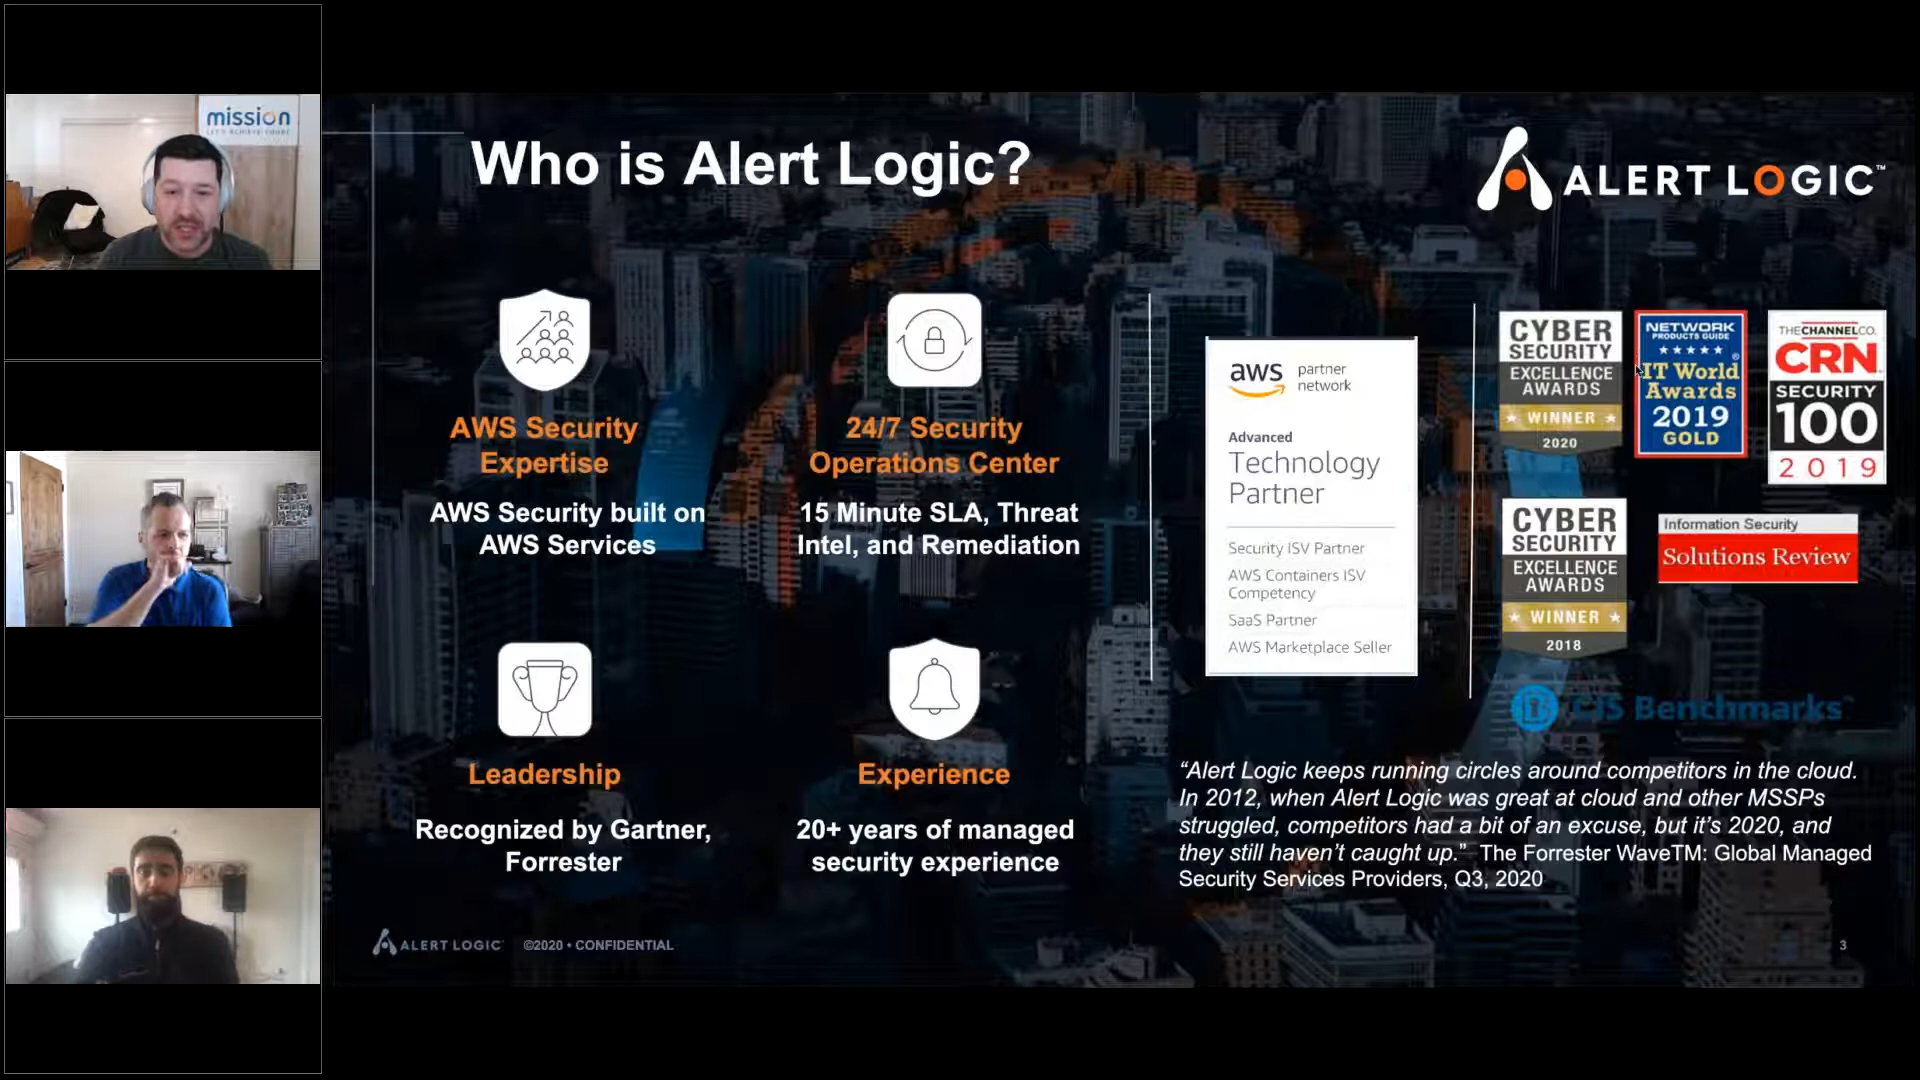 mission
LET'S ACHIEVE CLOUD
Who is Alert Logic?
ALERT LOGIC™
AWS Security
Expertise
AWS Security built on
AWS Services
24/7 Security
Operations Center
15 Minute SLA, Threat
Intel, and Remediation
Leadership
Recognized by Gartner,
Forrester
Experience
20+ years of managed
security experience
aws partner
network
Advanced
Technology
Partner
Security ISV Partner
AWS Containers ISV
Competency
SaaS Partner
AWS Marketplace Seller
CYBER
SECURITY
EXCELLENCE
AWARDS
WINNER
2020
NETWORK
PRODUCTS GUIDE
®
IT World
Awards
2019
GOLD
THECHANNELCO.
CRN
SECURITY
100
2019
CYBER
SECURITY
EXCELLENCE
AWARDS
WINNER
2018
Information Security
Solutions Review
CIS Benchmarks™
“Alert Logic keeps running circles around competitors in the cloud.
In 2012, when Alert Logic was great at cloud and other MSSPs
struggled, competitors had a bit of an excuse, but it’s 2020, and
they still haven’t caught up.” The Forrester WaveTM: Global Managed
Security Services Providers, Q3, 2020
ALERT LOGIC ©2020 • CONFIDENTIAL
3